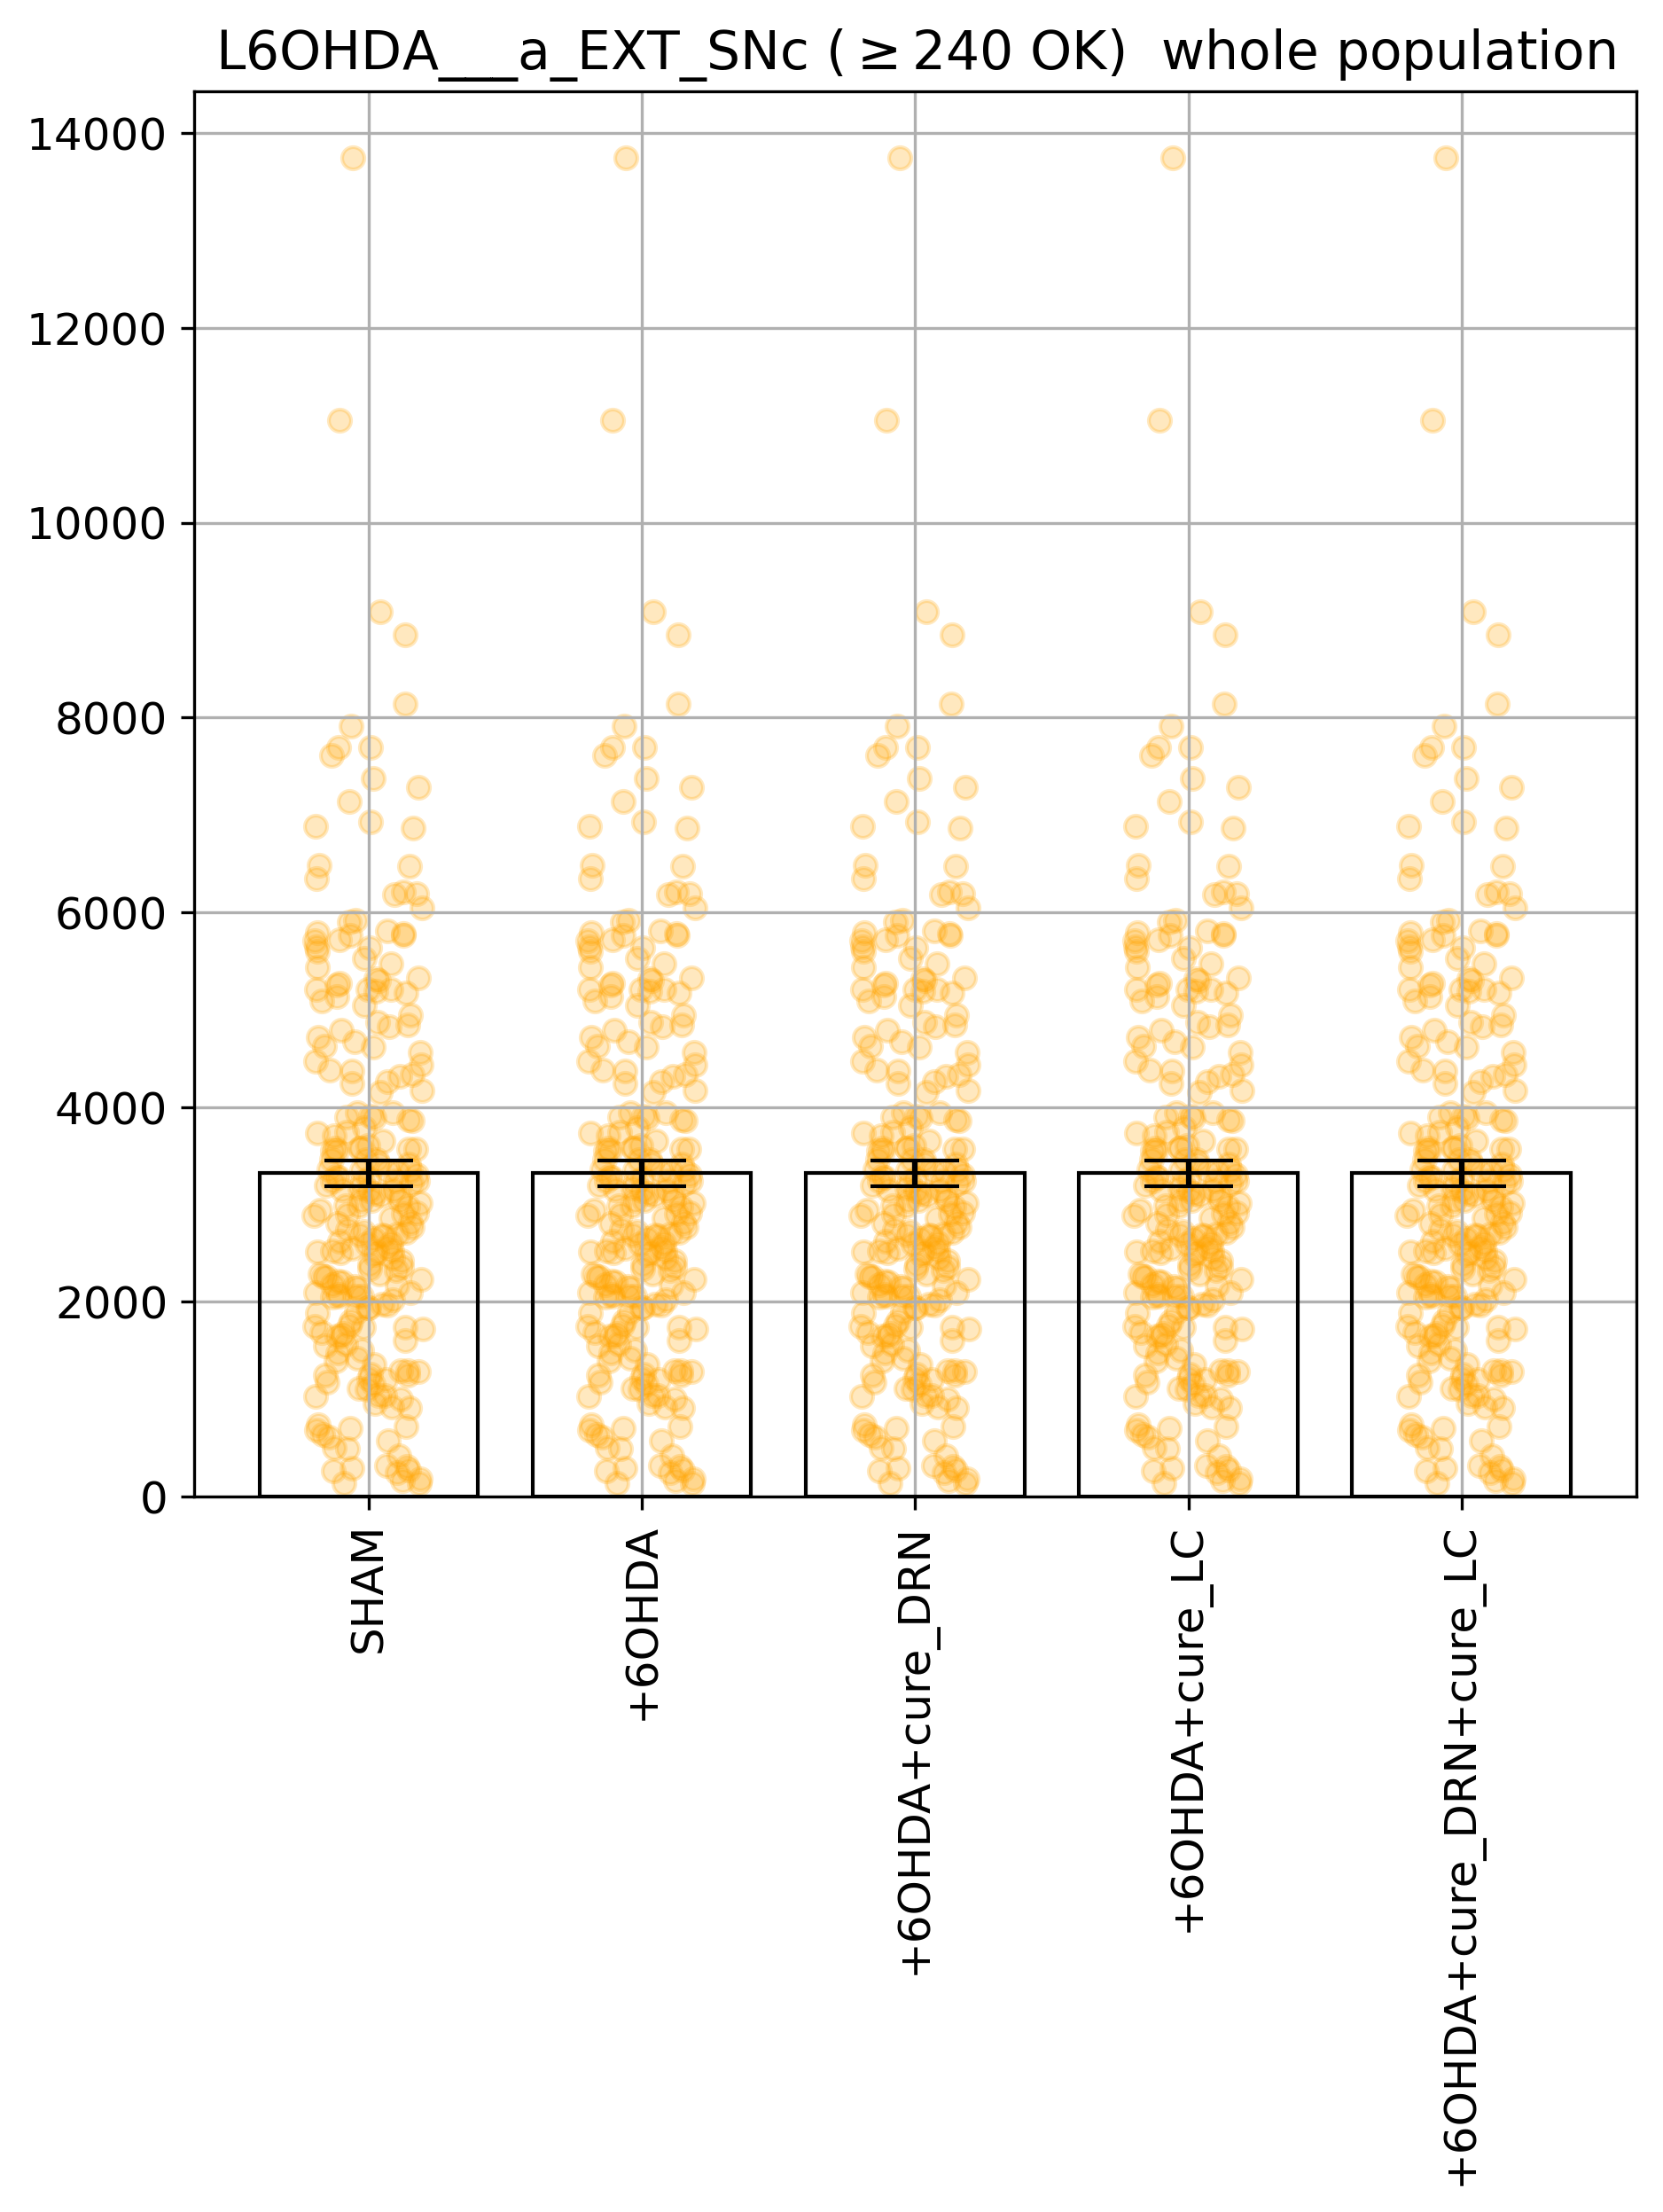 L6OHDA___a_EXT_SNc (≥240 OK)  whole population
14000
12000
10000
8000
6000
4000
2000
0
SHAM
+6OHDA
+6OHDA+cure_DRN
+6OHDA+cure_LC
+6OHDA+cure_DRN+cure_LC